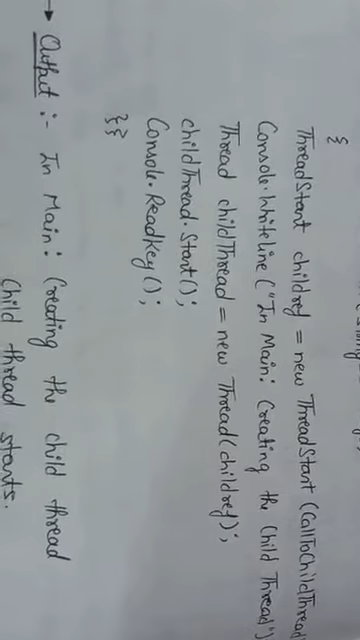 {
ThreadStart childref = new ThreadStart (CallToChildThread
Console.WriteLine ("In Main: Creating the Child Thread")
Thread childThread = new Thread(childref);
childThread.Start();
Console.ReadKey();
}}
→ Output :- In Main: Creating the child thread
Child thread starts.